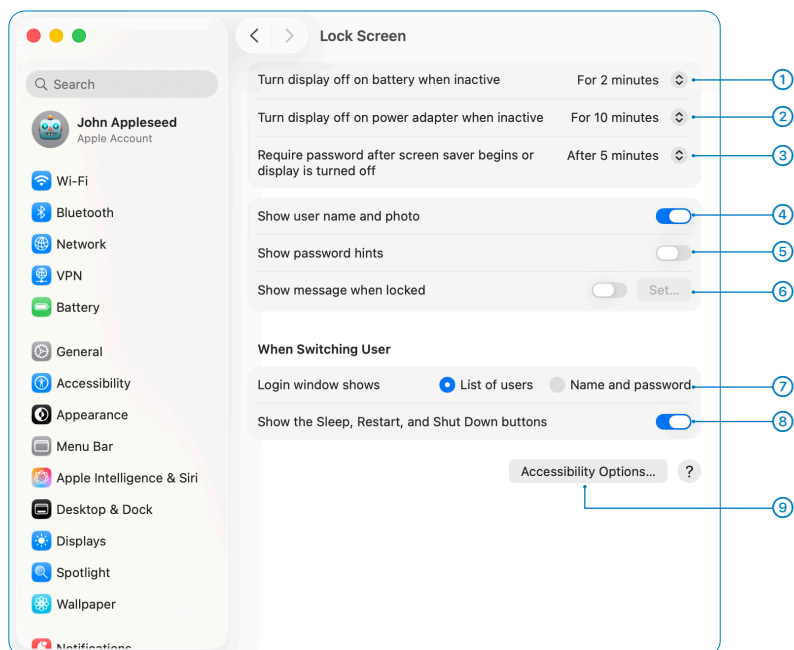 Lock Screen
Search
John Appleseed
Apple Account
Wi-Fi
Bluetooth
Network
VPN
Battery
General
Accessibility
Appearance
Menu Bar
Apple Intelligence & Siri
Desktop & Dock
Displays
Spotlight
Wallpaper
Notifications
Turn display off on battery when inactive For 2 minutes 1
Turn display off on power adapter when inactive For 10 minutes 2
Require password after screen saver begins or After 5 minutes 3
display is turned off
Show user name and photo 4
Show password hints 5
Show message when locked Set... 6
When Switching User
Login window shows List of users Name and password 7
Show the Sleep, Restart, and Shut Down buttons 8
Accessibility Options... ?
9